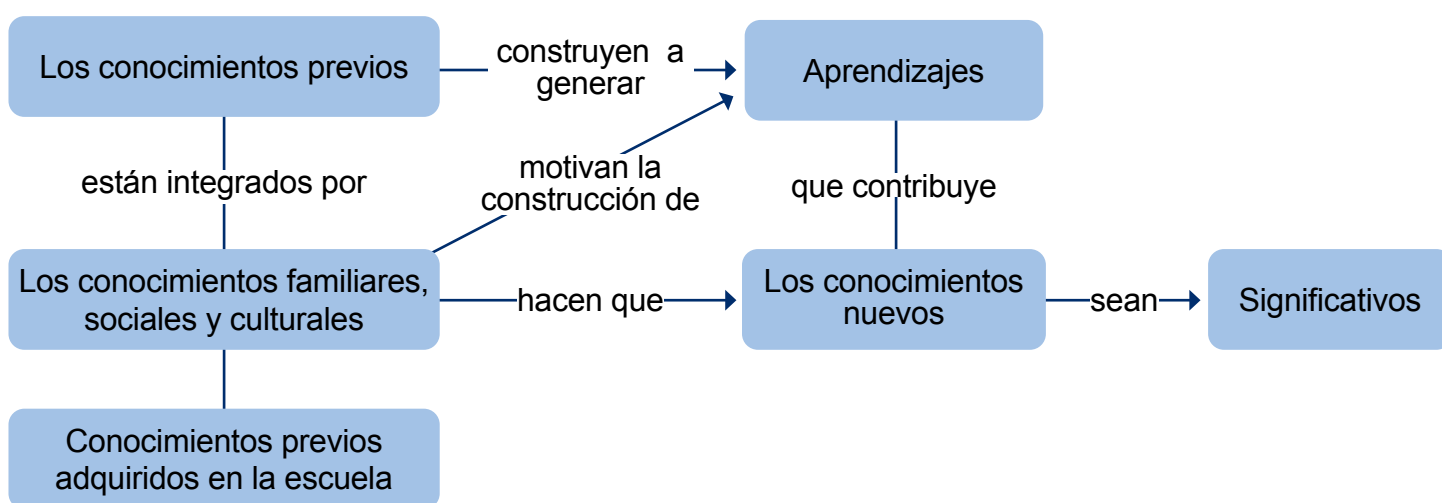 Los conocimientos previos
construyen a
generar
Aprendizajes
están integrados por
motivan la
construcción de
que contribuye
Los conocimientos familiares,
sociales y culturales
hacen que
Los conocimientos
nuevos
sean
Significativos
Conocimientos previos
adquiridos en la escuela